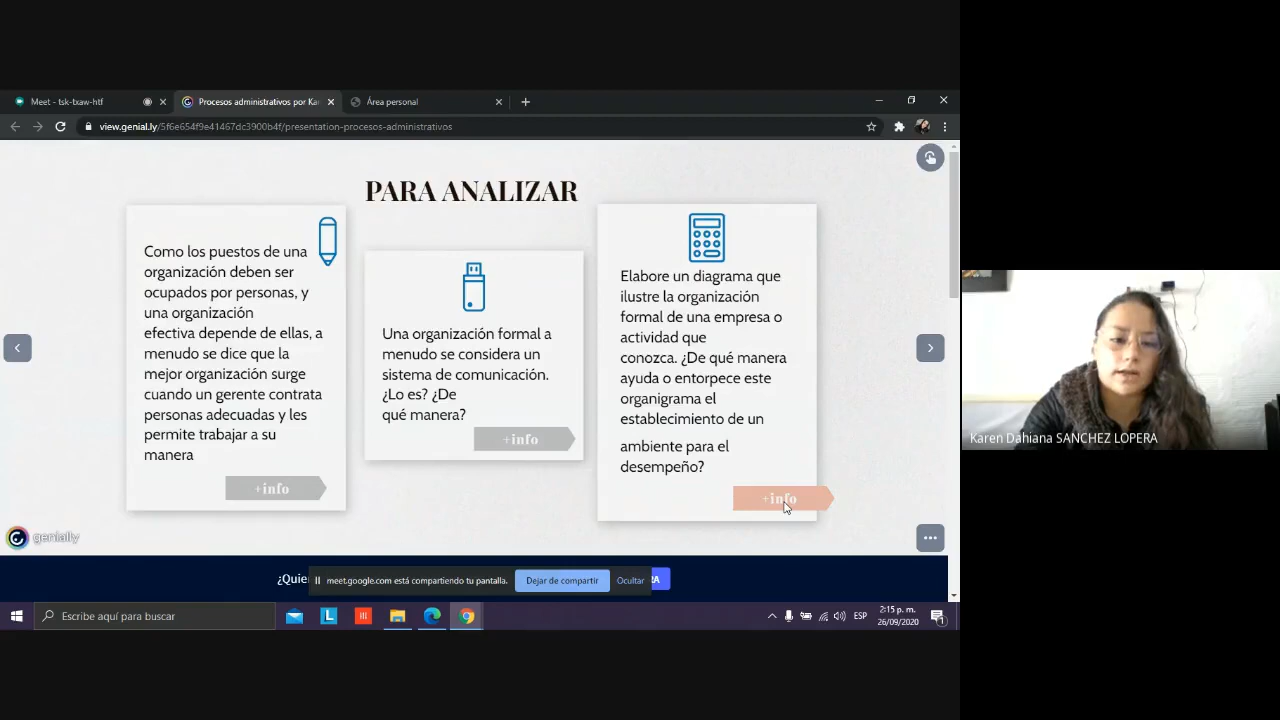 Meet - tsk-txaw-htf
Procesos administrativos por Kar
Área personal
view.genial.ly/5f6e654f9e41467dc3900b4f/presentation-procesos-administrativos
PARA ANALIZAR
Como los puestos de una
organización deben ser
ocupados por personas, y
una organización
efectiva depende de ellas, a
menudo se dice que la
mejor organización surge
cuando un gerente contrata
personas adecuadas y les
permite trabajar a su
manera
+info
Una organización formal a
menudo se considera un
sistema de comunicación.
¿Lo es? ¿De
qué manera?
+info
Elabore un diagrama que
ilustre la organización
formal de una empresa o
actividad que
conozca. ¿De qué manera
ayuda o entorpece este
organigrama el
establecimiento de un
ambiente para el
desempeño?
+info
genially
¿Quie
meet.google.com está compartiendo tu pantalla.
Dejar de compartir
Ocultar
RA
Escribe aquí para buscar
L
ESP
2:15 p. m.
26/09/2020
1
Karen Dahiana SANCHEZ LOPERA